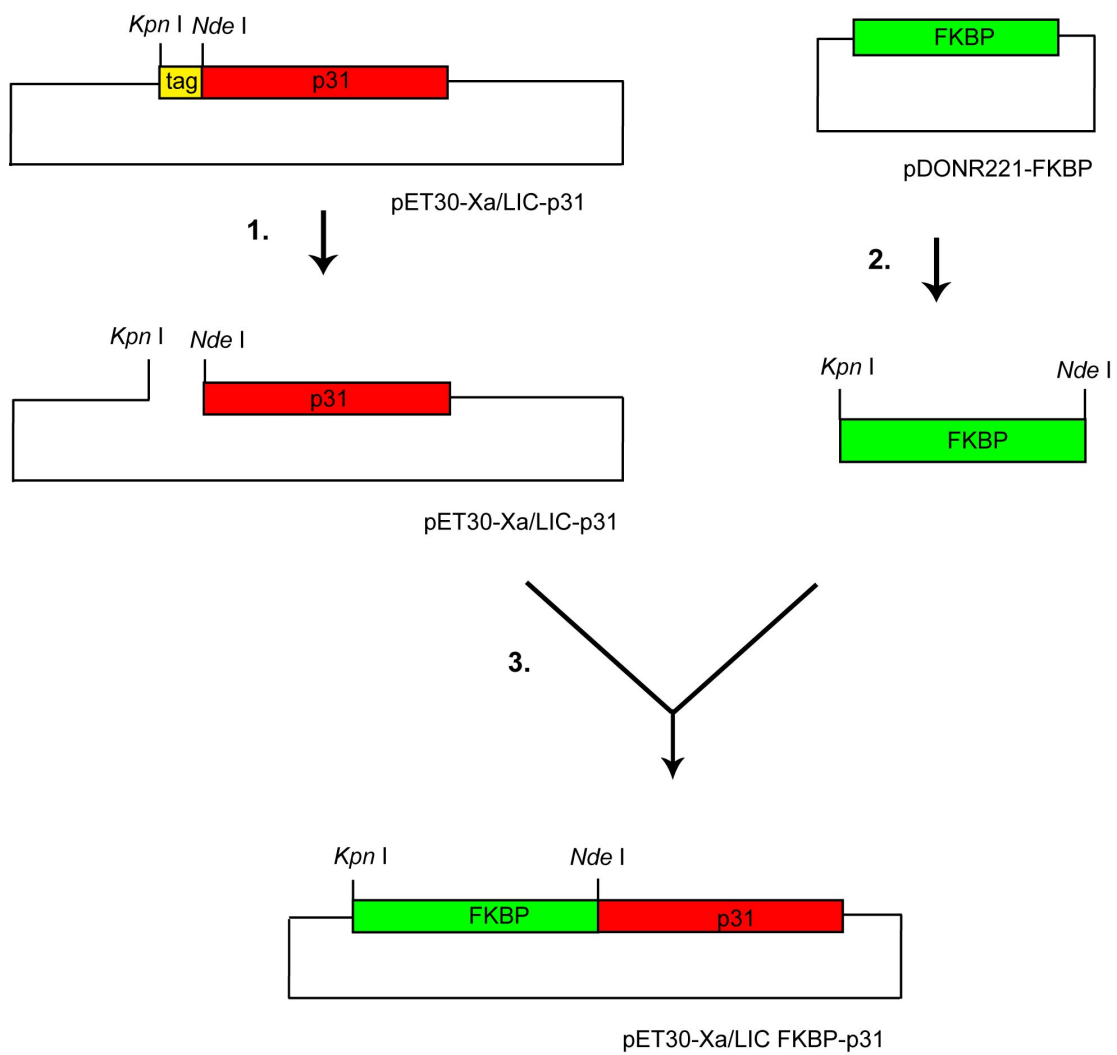 Kpn I Nde I
tag p31
pET30-Xa/LIC-p31
FKBP
pDONR221-FKBP
1.
2.
Kpn I Nde I
p31
pET30-Xa/LIC-p31
Kpn I Nde I
FKBP
3.
Kpn I Nde I
FKBP p31
pET30-Xa/LIC FKBP-p31